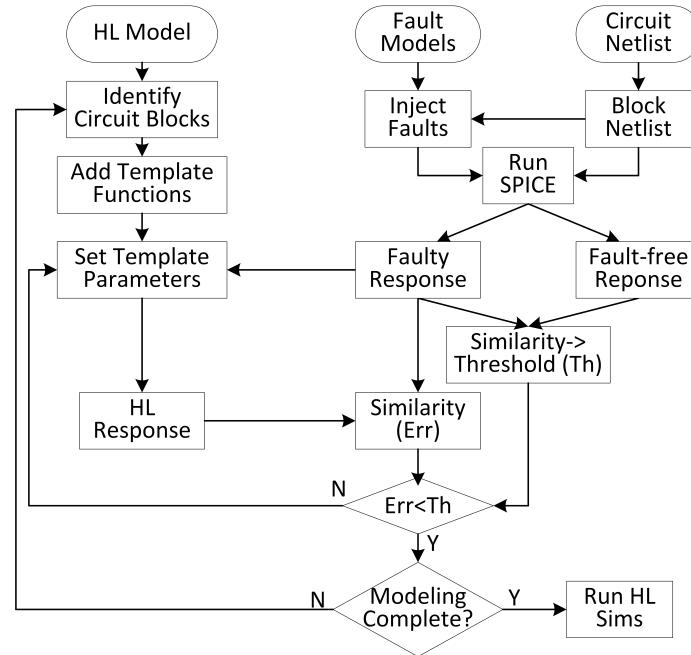 HL Model
Fault
Models
Circuit
Netlist
Identify
Circuit Blocks
Inject
Faults
Block
Netlist
Add Template
Functions
Run
SPICE
Set Template
Parameters
Faulty
Response
Fault-free
Reponse
Similarity->
Threshold (Th)
HL
Response
Similarity
(Err)
N
Err<Th
Y
N
Modeling
Complete?
Y
Run HL
Sims